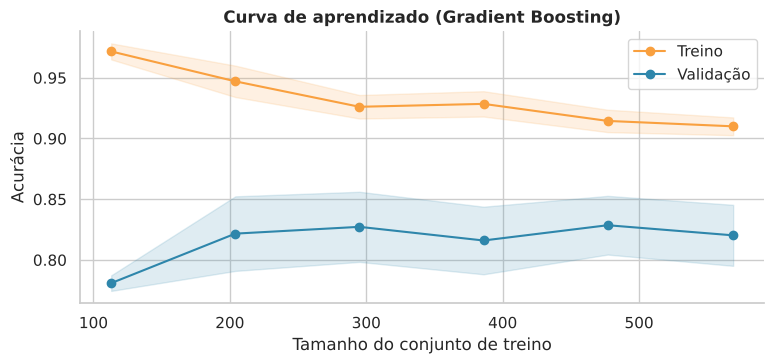 Curva de aprendizado (Gradient Boosting)
Treino
Validação
Acurácia
0.95
0.90
0.85
0.80
100
200
300
400
500
Tamanho do conjunto de treino